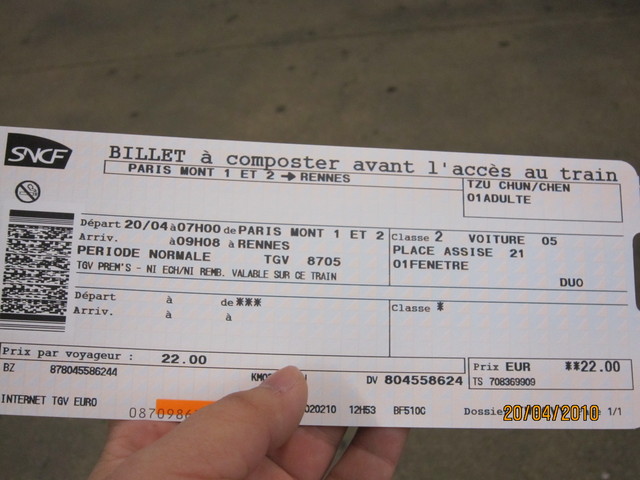 SNCF
BILLET à composter avant l'accès au train
PARIS MONT 1 ET 2 → RENNES
TZU CHUN/CHEN
01ADULTE
Départ 20/04 à07H00 de PARIS MONT 1 ET 2
Arriv. à09H08 à RENNES
PERIODE NORMALE TGV 8705
TGV PREM'S - NI ECH/NI REMB. VALABLE SUR CE TRAIN
Classe 2 VOITURE 05
PLACE ASSISE 21
01FENETRE
DUO
Départ à de ***
Arriv. à à
Classe *
Prix par voyageur : 22.00
Prix EUR **22.00
BZ 878045586244
DV 804558624
TS 708369909
INTERNET TGV EURO
020210 12H53 BF510C
1/1
20/04/2010